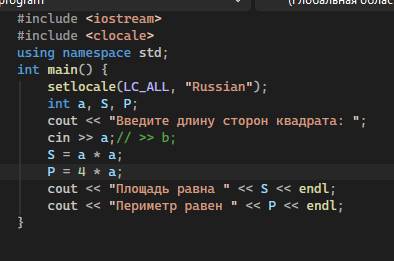 program
(Глобальная област
#include <iostream>
#include <clocale>
using namespace std;
int main() {
setlocale(LC_ALL, "Russian");
int a, S, P;
cout << "Введите длину сторон квадрата: ";
cin >> a;// >> b;
S = a * a;
P = 4 * a;
cout << "Площадь равна " << S << endl;
cout << "Периметр равен " << P << endl;
}